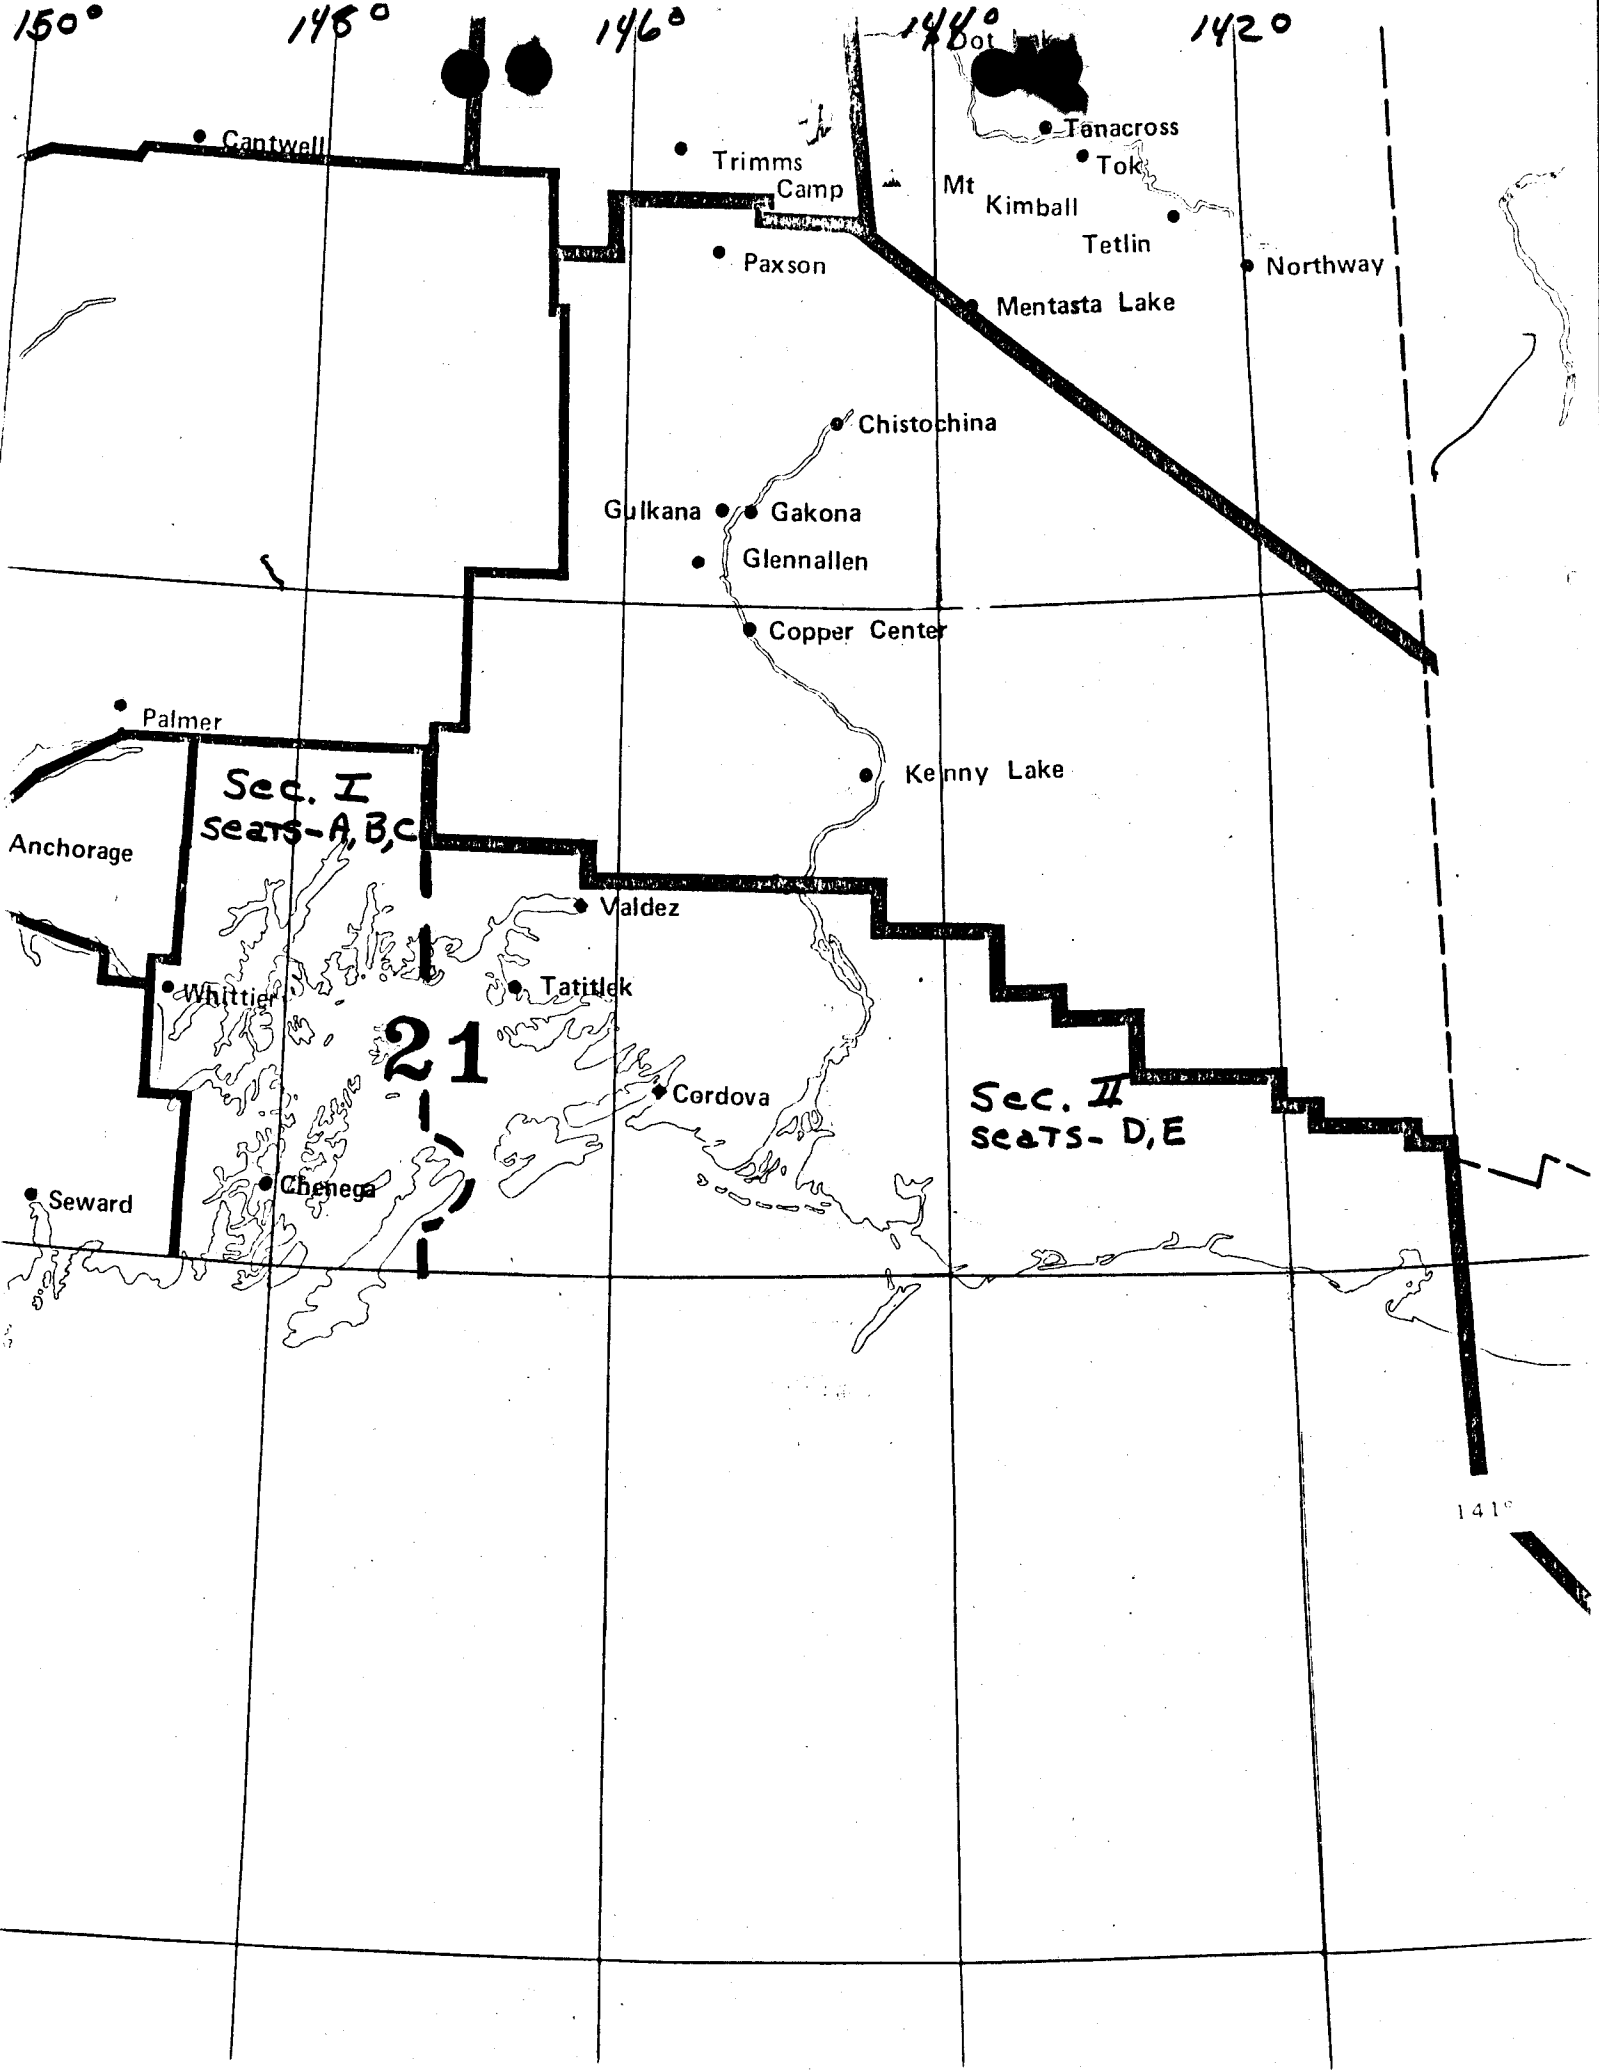 150° 148° 146° 144° 142°
Dot Lake
Tanacross
Cantwell
Trimms
Camp
Tok
Mt
Kimball
Tetlin
Paxson
Northway
Mentasta Lake
Chistochina
Gulkana
Gakona
Glennallen
Copper Center
Palmer
Kenny Lake
Sec. I
seats-A,B,C
Anchorage
Valdez
Tatitlek
Whittier
21
Cordova
Sec. II
seats- D,E
Chenega
Seward
141°